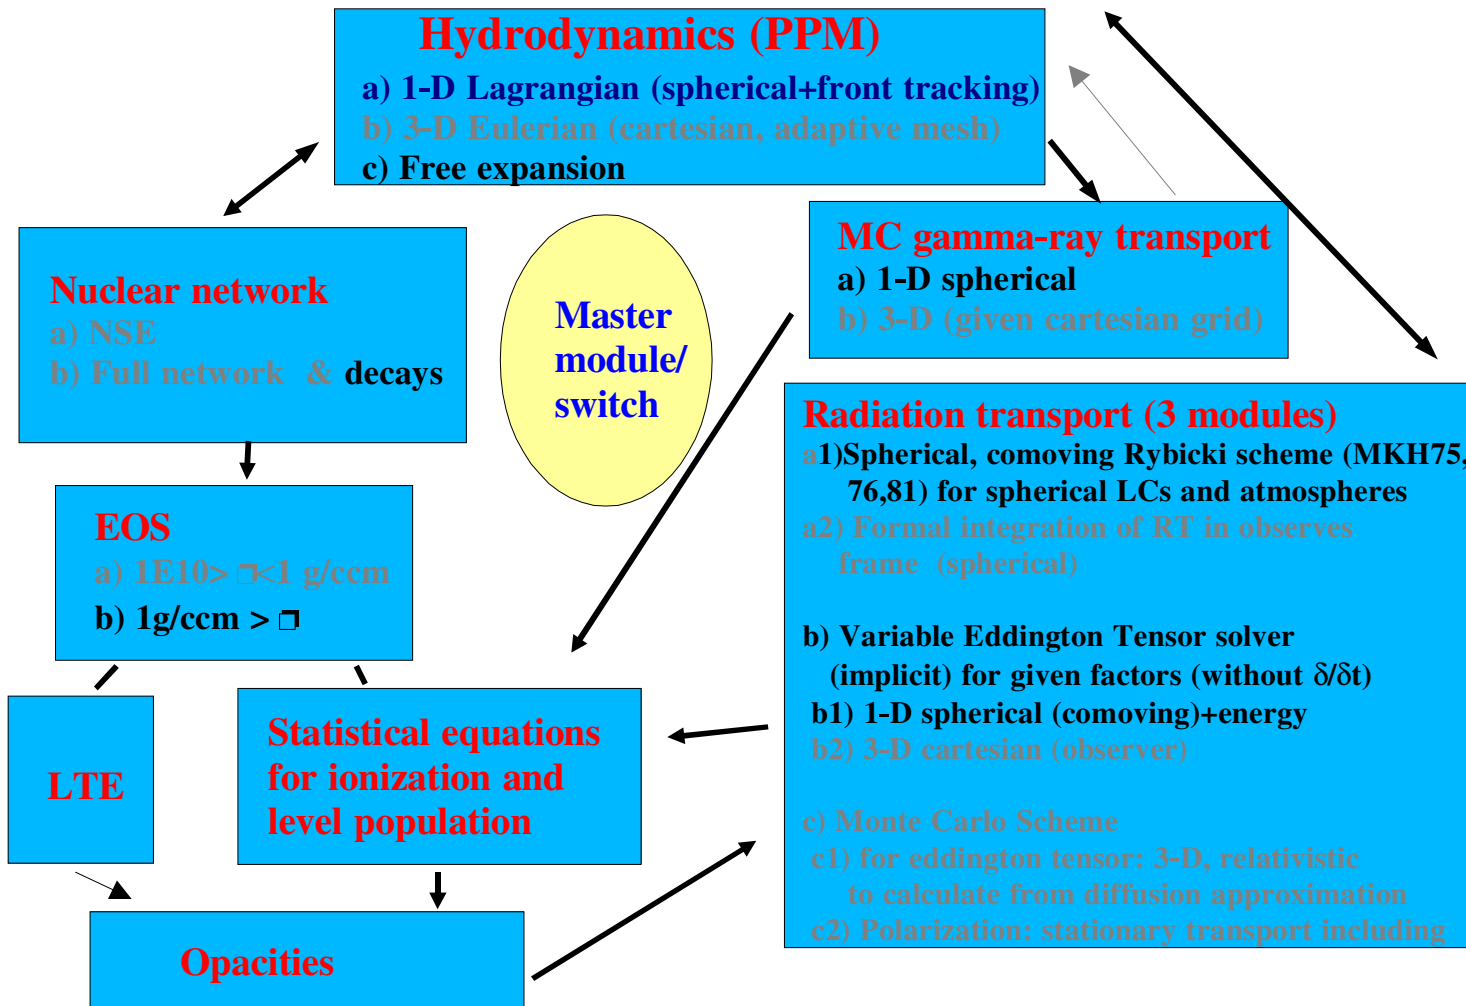 Hydrodynamics (PPM)
a) 1-D Lagrangian (spherical+front tracking)
b) 3-D Eulerian (cartesian, adaptive mesh)
c) Free expansion
MC gamma-ray transport
a) 1-D spherical
b) 3-D (given cartesian grid)
Nuclear network
a) NSE
b) Full network & decays
Master
module/
switch
Radiation transport (3 modules)
a1)Spherical, comoving Rybicki scheme (MKH75,
76,81) for spherical LCs and atmospheres
a2) Formal integration of RT in observes
frame (spherical)
b) Variable Eddington Tensor solver
(implicit) for given factors (without δ/δt)
b1) 1-D spherical (comoving)+energy
b2) 3-D cartesian (observer)
c) Monte Carlo Scheme
c1) for eddington tensor: 3-D, relativistic
to calculate from diffusion approximation
c2) Polarization: stationary transport including
EOS
a) 1E10> ❒<1 g/ccm
b) 1g/ccm > ❒
LTE
Statistical equations
for ionization and
level population
Opacities